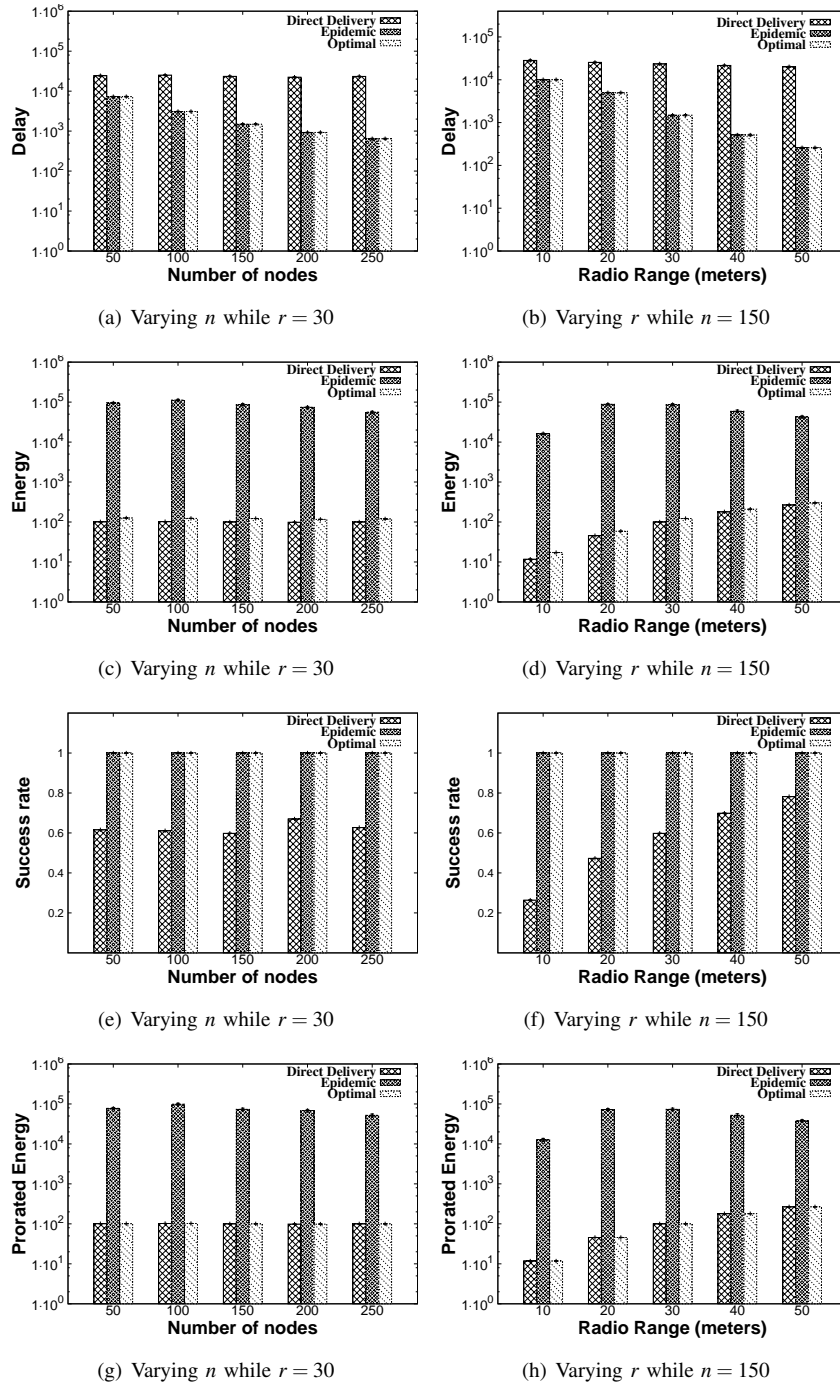 1·10⁶
1·10⁵
1·10⁴
1·10³
1·10²
1·10¹
1·10⁰
Delay
Direct Delivery
Epidemic
Optimal
50 100 150 200 250
Number of nodes
(a) Varying n while r = 30
1·10⁵
1·10⁴
1·10³
1·10²
1·10¹
1·10⁰
Delay
Direct Delivery
Epidemic
Optimal
10 20 30 40 50
Radio Range (meters)
(b) Varying r while n = 150
1·10⁶
1·10⁵
1·10⁴
1·10³
1·10²
1·10¹
1·10⁰
Energy
Direct Delivery
Epidemic
Optimal
50 100 150 200 250
Number of nodes
(c) Varying n while r = 30
1·10⁶
1·10⁵
1·10⁴
1·10³
1·10²
1·10¹
1·10⁰
Energy
Direct Delivery
Epidemic
Optimal
10 20 30 40 50
Radio Range (meters)
(d) Varying r while n = 150
1
0.8
0.6
0.4
0.2
Success rate
Direct Delivery
Epidemic
Optimal
50 100 150 200 250
Number of nodes
(e) Varying n while r = 30
1
0.8
0.6
0.4
0.2
Success rate
Direct Delivery
Epidemic
Optimal
10 20 30 40 50
Radio Range (meters)
(f) Varying r while n = 150
1·10⁶
1·10⁵
1·10⁴
1·10³
1·10²
1·10¹
1·10⁰
Prorated Energy
Direct Delivery
Epidemic
Optimal
50 100 150 200 250
Number of nodes
(g) Varying n while r = 30
1·10⁶
1·10⁵
1·10⁴
1·10³
1·10²
1·10¹
1·10⁰
Prorated Energy
Direct Delivery
Epidemic
Optimal
10 20 30 40 50
Radio Range (meters)
(h) Varying r while n = 150